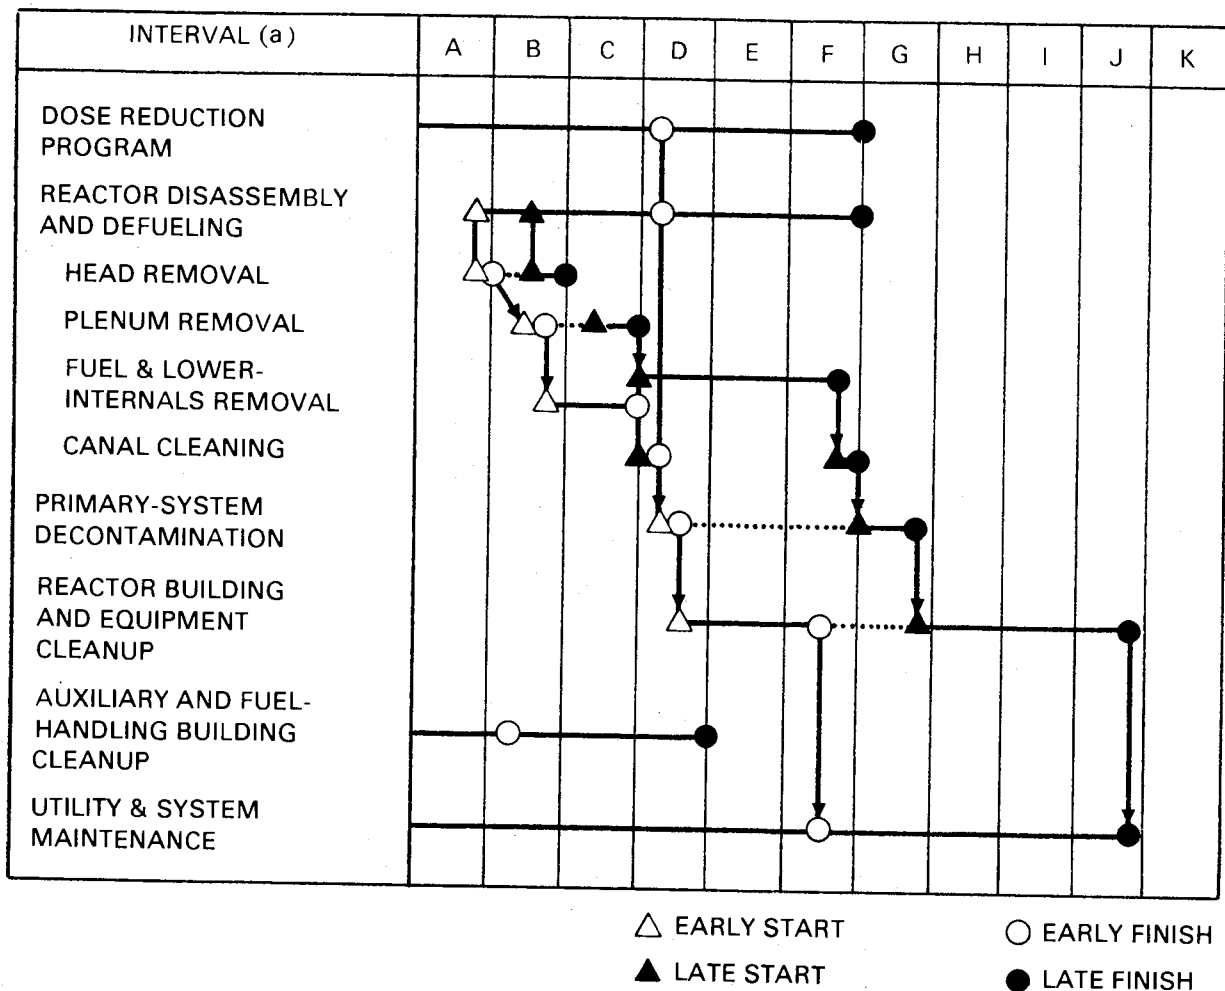 INTERVAL (a)
A B C D E F G H I J K
DOSE REDUCTION
PROGRAM
REACTOR DISASSEMBLY
AND DEFUELING
HEAD REMOVAL
PLENUM REMOVAL
FUEL & LOWER-
INTERNALS REMOVAL
CANAL CLEANING
PRIMARY-SYSTEM
DECONTAMINATION
REACTOR BUILDING
AND EQUIPMENT
CLEANUP
AUXILIARY AND FUEL-
HANDLING BUILDING
CLEANUP
UTILITY & SYSTEM
MAINTENANCE
EARLY START
EARLY FINISH
LATE START
LATE FINISH